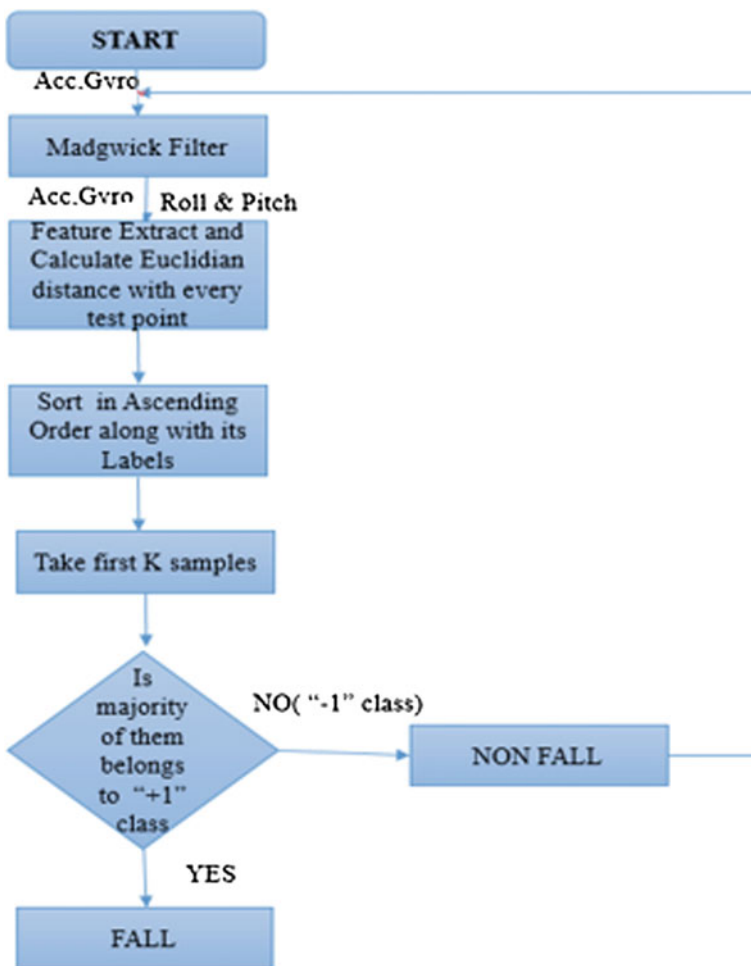 START
Acc.Gyro
Madgwick Filter
Acc.Gyro
Roll & Pitch
Feature Extract and
Calculate Euclidian
distance with every
test point
Sort in Ascending
Order along with its
Labels
Take first K samples
Is
majority
of them
belongs
to “+1”
class
NO( “-1” class)
NON FALL
YES
FALL